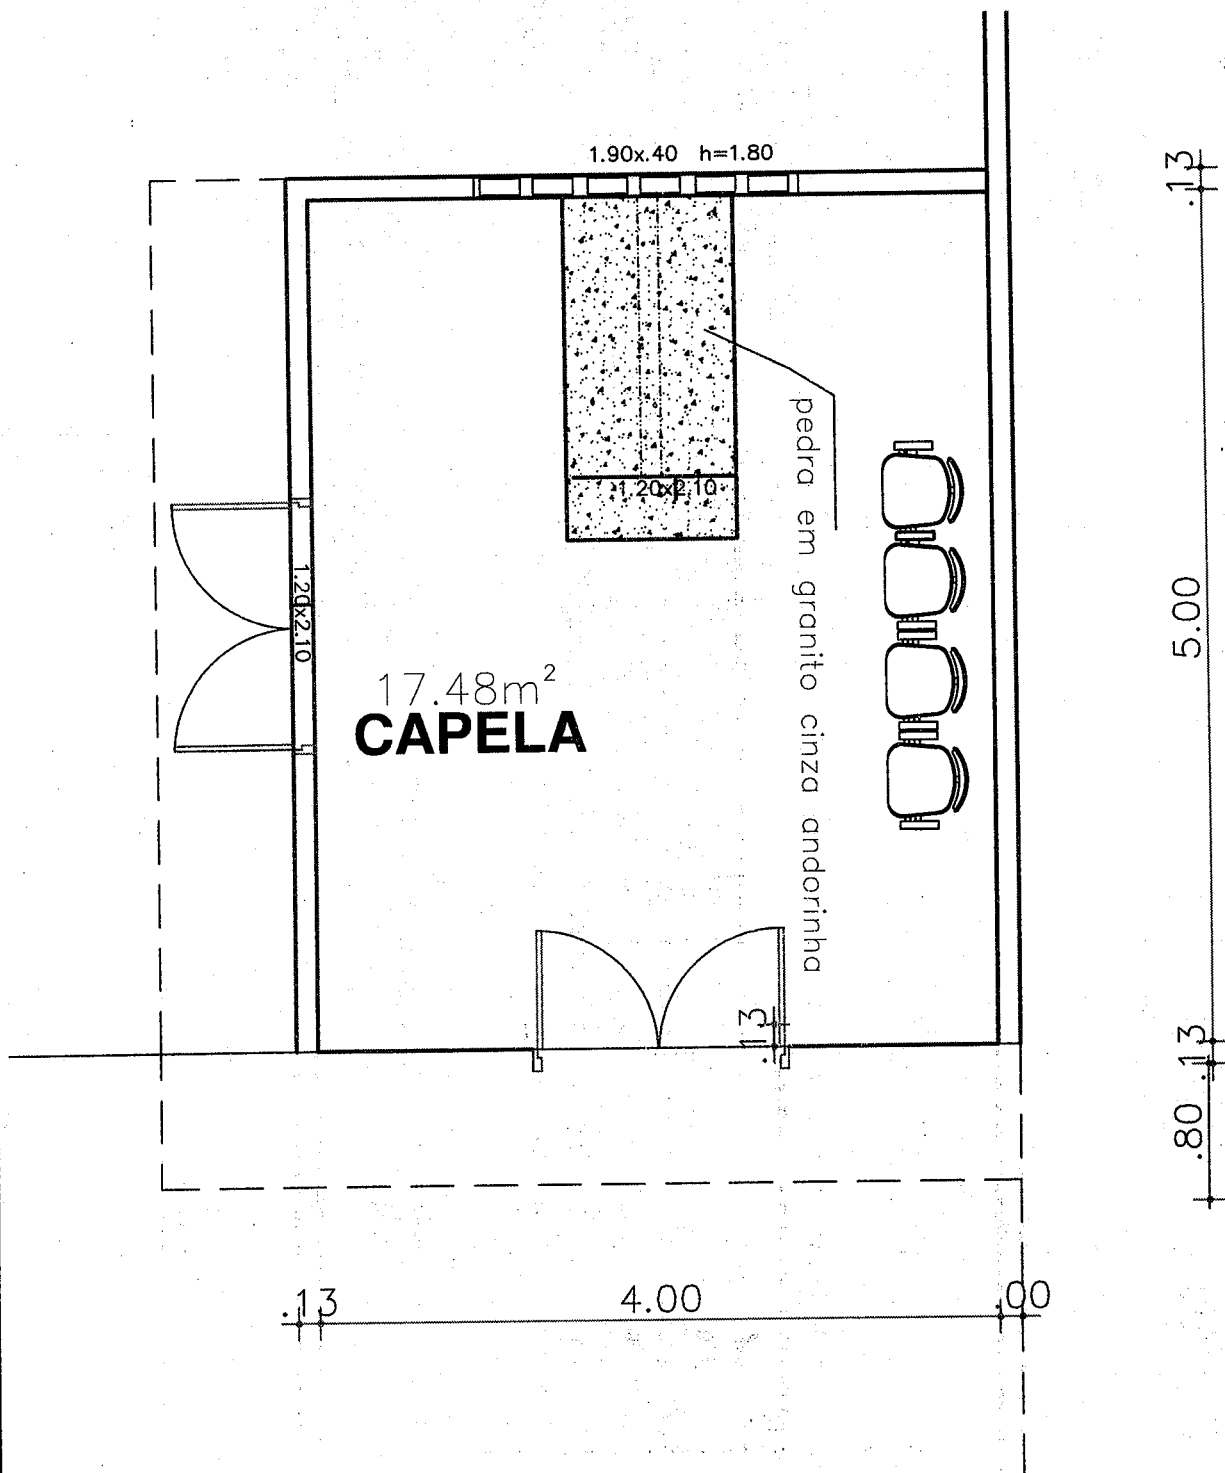 1.90x.40 h=1.80
.13
1.20x2.10
pedra em granito cinza andorinha
1.20x2.10
5.00
17.48m²
CAPELA
.13
.13
.80
.13
4.00
.00